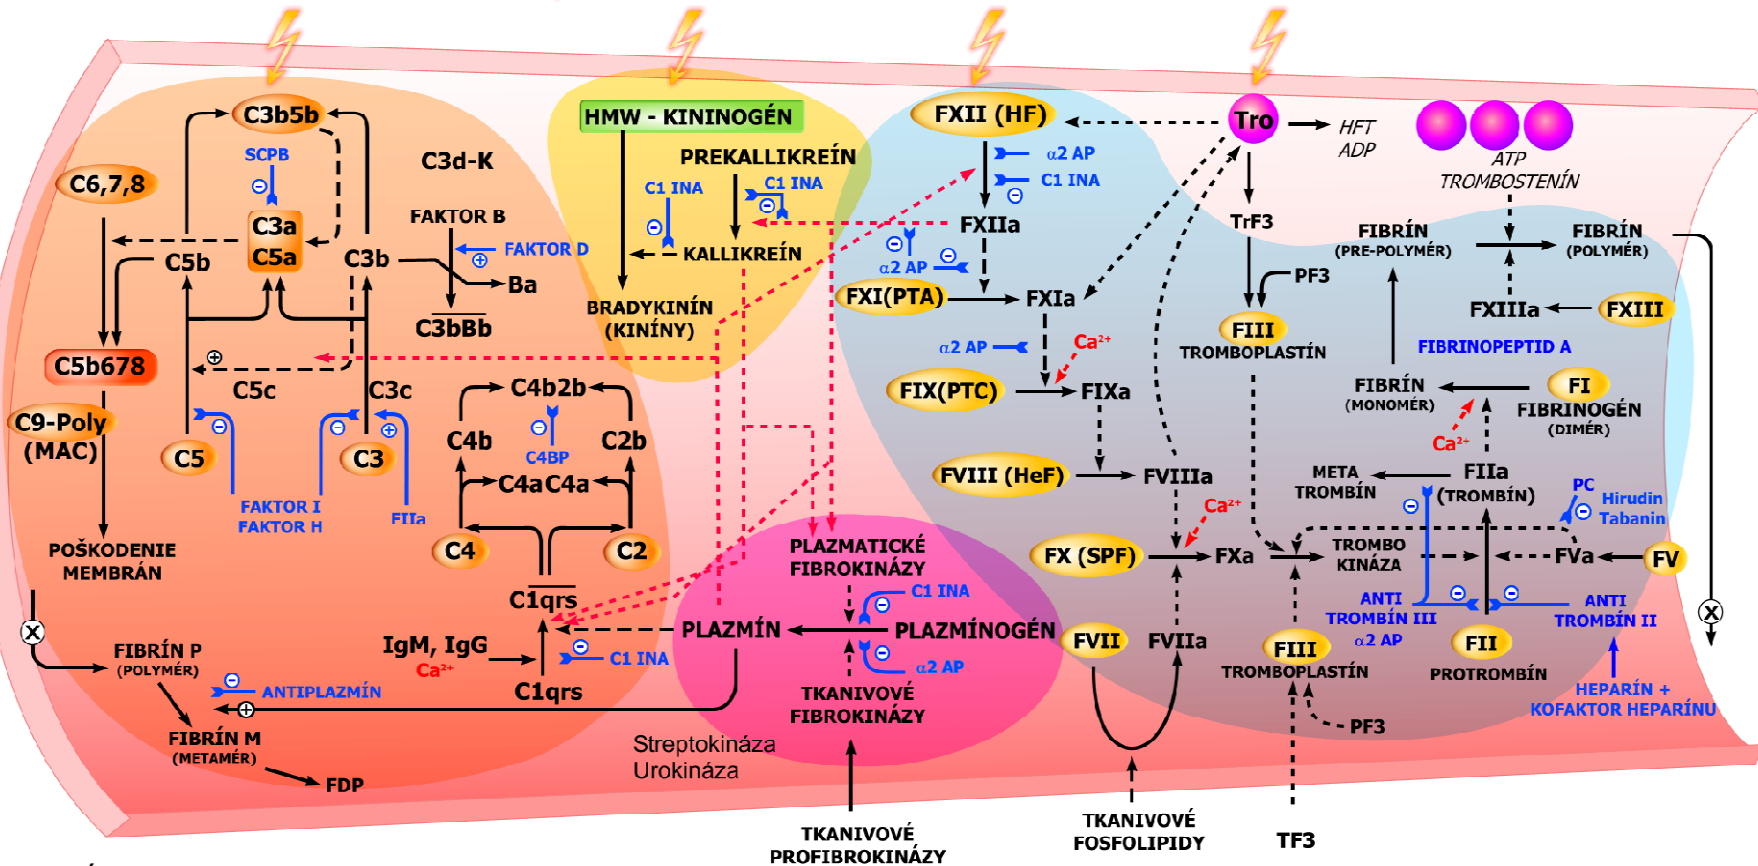 C3b5b
SCPB
C6,7,8
C3d-K
FAKTOR B
FAKTOR D
C3a
C5a
C5b
C3b
Ba
C3bBb
C5b678
C5c
C3c
C9-Poly
(MAC)
C5
C3
FAKTOR I
FAKTOR H
FIIa
C4b2b
C4b
C2b
C4BP
C4a
C4a
C4
C2
C1qrs
IgM, IgG
Ca²⁺
C1 INA
C1qrs
POŠKODENIE
MEMBRÁN
X
FIBRÍN P
(POLYMÉR)
ANTIPLAZMÍN
FIBRÍN M
(METAMÉR)
FDP
HMW - KININOGÉN
PREKALLIKREÍN
C1 INA
C1 INA
KALLIKREÍN
BRADYKINÍN
(KINÍNY)
PLAZMATICKÉ
FIBROKINÁZY
C1 INA
PLAZMÍN
PLAZMÍNOGÉN
α2 AP
TKANIVOVÉ
FIBROKINÁZY
Streptokináza
Urokináza
TKANIVOVÉ
PROFIBROKINÁZY
FXII (HF)
α2 AP
C1 INA
FXIIa
α2 AP
FXI(PTA)
FXIa
α2 AP
Ca²⁺
FIX(PTC)
FIXa
FVIII (HeF)
FVIIIa
Ca²⁺
FX (SPF)
FXa
FVII
FVIIa
TKANIVOVÉ
FOSFOLIPIDY
Tro
HFT
ADP
TrF3
PF3
FIII
TROMBOPLASTÍN
ATP
TROMBOSTENÍN
FIBRÍN
(PRE-POLYMÉR)
FIBRÍN
(POLYMÉR)
FXIIIa
FXIII
FIBRINOPEPTID A
FIBRÍN
(MONOMÉR)
FI
FIBRINOGÉN
(DIMÉR)
Ca²⁺
META
TROMBÍN
FIIa
(TROMBÍN)
PC
Hirudin
Tabanin
TROMBO
KINÁZA
FVa
FV
ANTI
TROMBÍN III
α2 AP
ANTI
TROMBÍN II
FII
PROTROMBÍN
FIII
TROMBOPLASTÍN
PF3
TF3
HEPARÍN +
KOFAKTOR HEPARÍNU
X